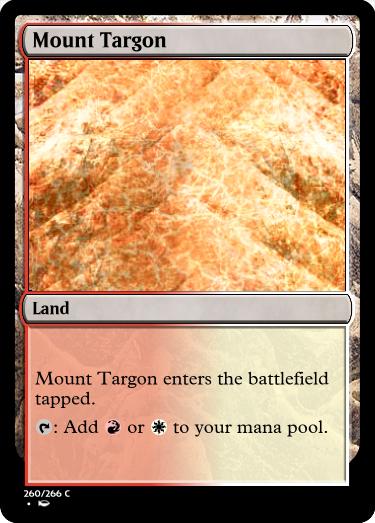 Mount Targon
Land
Mount Targon enters the battlefield
tapped.
: Add or to your mana pool.
260/266 C